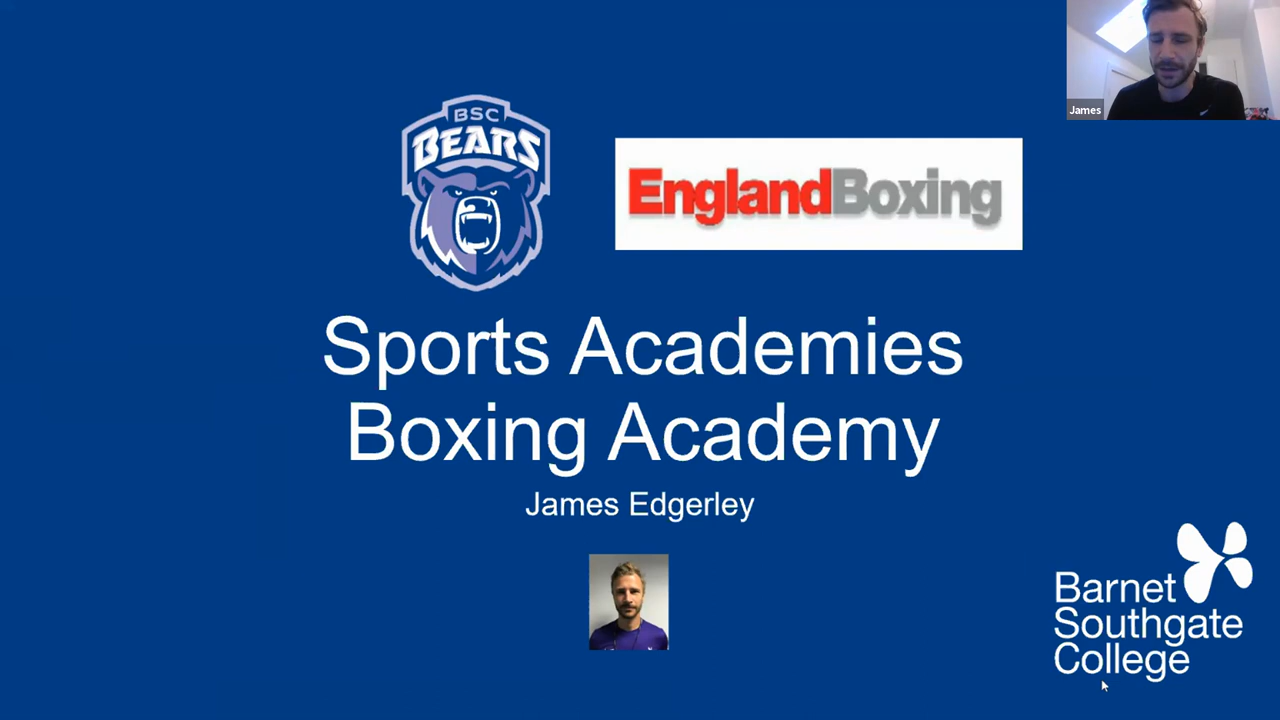 James
BSC
BEARS
EnglandBoxing
Sports Academies
Boxing Academy
James Edgerley
Barnet
Southgate
College